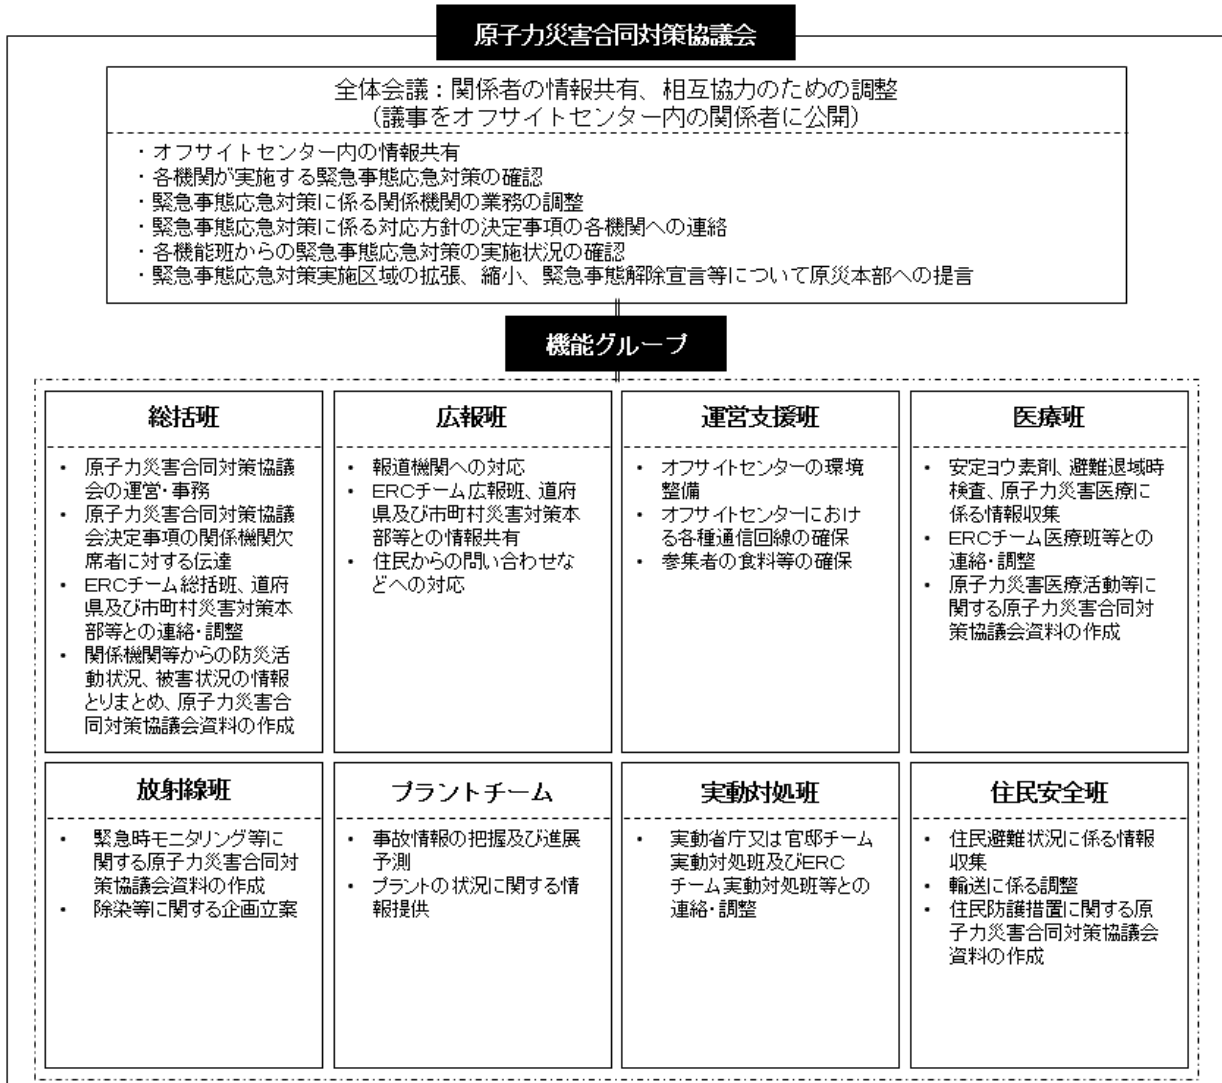 原子力災害合同対策協議会
全体会議：関係者の情報共有、相互協力のための調整
（議事をオフサイトセンター内の関係者に公開）
・オフサイトセンター内の情報共有
・各機関が実施する緊急事態応急対策の確認
・緊急事態応急対策に係る関係機関の業務の調整
・緊急事態応急対策に係る対応方針の決定事項の各機関への連絡
・各機能班からの緊急事態応急対策の実施状況の確認
・緊急事態応急対策実施区域の拡張、縮小、緊急事態解除宣言等について原災本部への提言
機能グループ
総括班
・ 原子力災害合同対策協議
会の運営・事務
・ 原子力災害合同対策協議
会決定事項の関係機関欠
席者に対する伝達
・ ERCチーム総括班、道府
県及び市町村災害対策本
部等との連絡・調整
・ 関係機関等からの防災活
動状況、被害状況の情報
とりまとめ、原子力災害合
同対策協議会資料の作成
広報班
・ 報道機関への対応
・ ERCチーム広報班、道府
県及び市町村災害対策本
部等との情報共有
・ 住民からの問い合わせな
どへの対応
運営支援班
・ オフサイトセンターの環境
整備
・ オフサイトセンターにおけ
る各種通信回線の確保
・ 参集者の食料等の確保
医療班
・ 安定ヨウ素剤、避難退域時
検査、原子力災害医療に
係る情報収集
・ ERCチーム医療班等との
連絡・調整
・ 原子力災害医療活動等に
関する原子力災害合同対
策協議会資料の作成
放射線班
・ 緊急時モニタリング等に
関する原子力災害合同対
策協議会資料の作成
・ 除染等に関する企画立案
プラントチーム
・ 事故情報の把握及び進展
予測
・ プラントの状況に関する情
報提供
実動対処班
・ 実動省庁又は官邸チーム
実動対処班及びERC
チーム実動対処班等との
連絡・調整
住民安全班
・ 住民避難状況に係る情報
収集
・ 輸送に係る調整
・ 住民防護措置に関する原
子力災害合同対策協議会
資料の作成